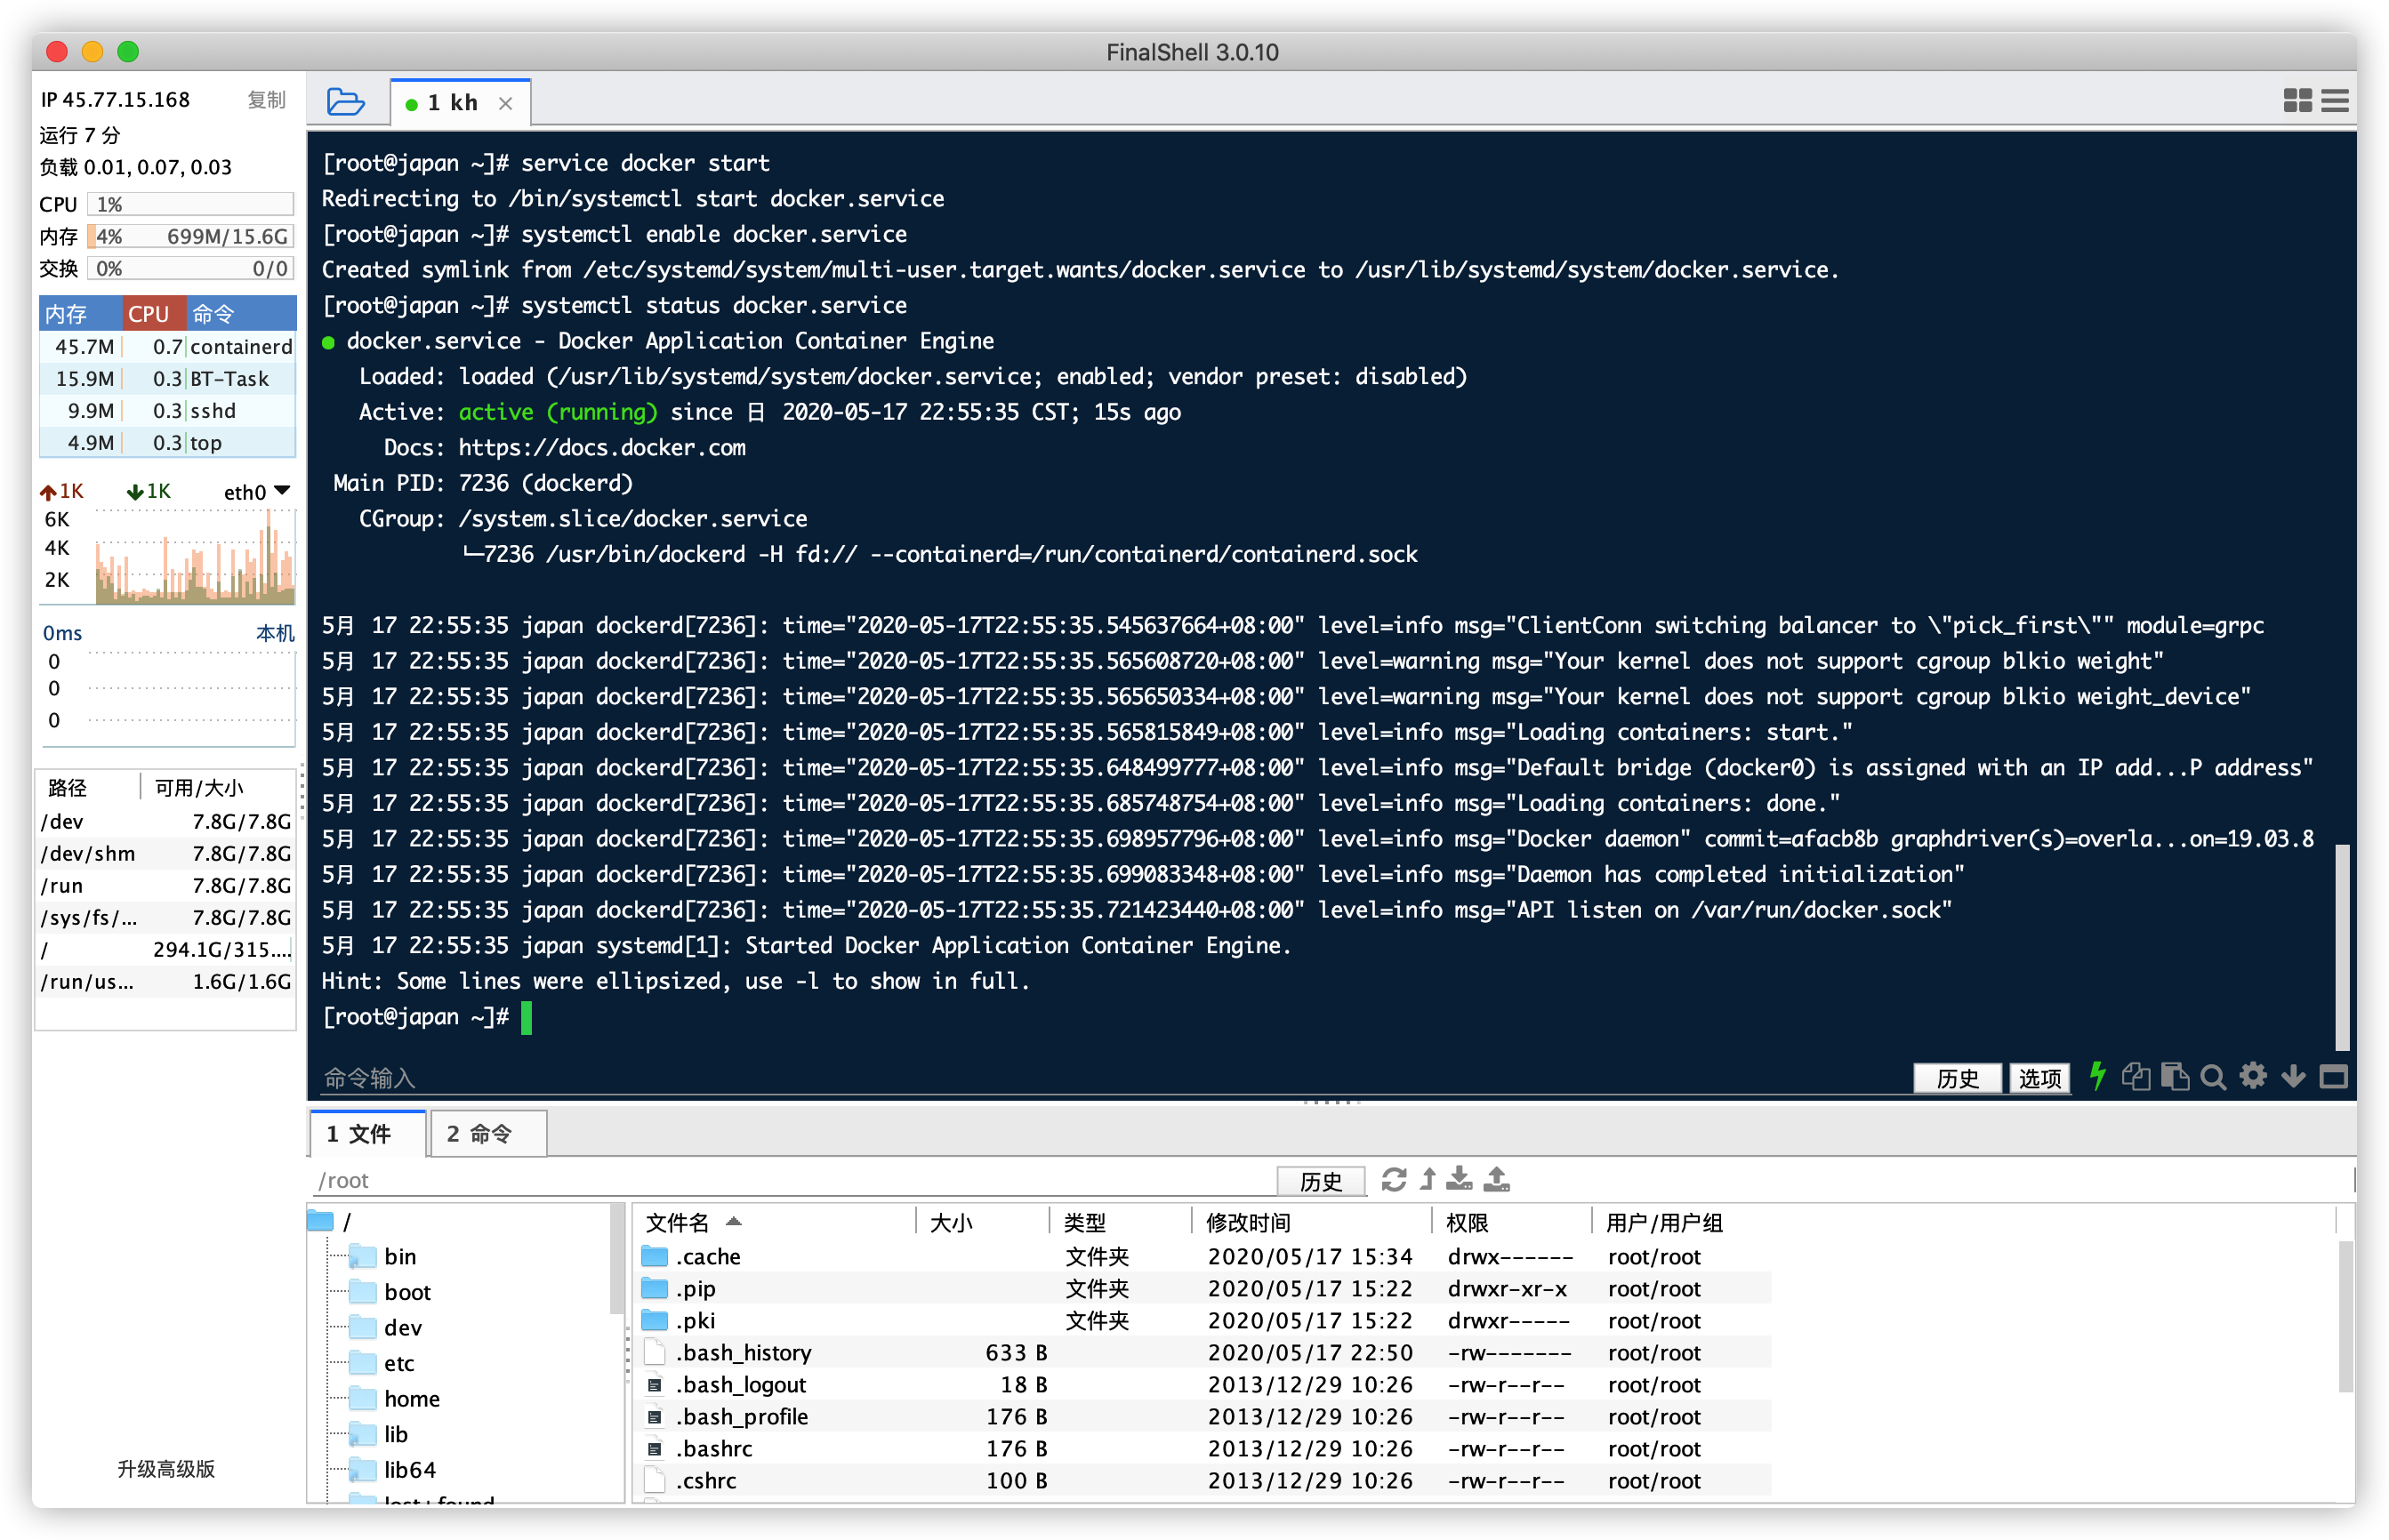 FinalShell 3.0.10
IP 45.77.15.168 复制
运行 7 分
负载 0.01, 0.07, 0.03
CPU 1%
内存 4% 699M/15.6G
交换 0% 0/0
内存 CPU 命令
45.7M 0.7 containerd
15.9M 0.3 BT-Task
9.9M 0.3 sshd
4.9M 0.3 top
1K 1K eth0
6K
4K
2K
0ms 本机
0
0
0
路径 可用/大小
/dev 7.8G/7.8G
/dev/shm 7.8G/7.8G
/run 7.8G/7.8G
/sys/fs/... 7.8G/7.8G
/ 294.1G/315....
/run/us... 1.6G/1.6G
升级高级版
1 kh
[root@japan ~]# service docker start
Redirecting to /bin/systemctl start docker.service
[root@japan ~]# systemctl enable docker.service
Created symlink from /etc/systemd/system/multi-user.target.wants/docker.service to /usr/lib/systemd/system/docker.service.
[root@japan ~]# systemctl status docker.service
● docker.service - Docker Application Container Engine
Loaded: loaded (/usr/lib/systemd/system/docker.service; enabled; vendor preset: disabled)
Active: active (running) since 日 2020-05-17 22:55:35 CST; 15s ago
Docs: https://docs.docker.com
Main PID: 7236 (dockerd)
CGroup: /system.slice/docker.service
└─7236 /usr/bin/dockerd -H fd:// --containerd=/run/containerd/containerd.sock
5月 17 22:55:35 japan dockerd[7236]: time="2020-05-17T22:55:35.545637664+08:00" level=info msg="ClientConn switching balancer to \"pick_first\"" module=grpc
5月 17 22:55:35 japan dockerd[7236]: time="2020-05-17T22:55:35.565608720+08:00" level=warning msg="Your kernel does not support cgroup blkio weight"
5月 17 22:55:35 japan dockerd[7236]: time="2020-05-17T22:55:35.565650334+08:00" level=warning msg="Your kernel does not support cgroup blkio weight_device"
5月 17 22:55:35 japan dockerd[7236]: time="2020-05-17T22:55:35.565815849+08:00" level=info msg="Loading containers: start."
5月 17 22:55:35 japan dockerd[7236]: time="2020-05-17T22:55:35.648499777+08:00" level=info msg="Default bridge (docker0) is assigned with an IP add...P address"
5月 17 22:55:35 japan dockerd[7236]: time="2020-05-17T22:55:35.685748754+08:00" level=info msg="Loading containers: done."
5月 17 22:55:35 japan dockerd[7236]: time="2020-05-17T22:55:35.698957796+08:00" level=info msg="Docker daemon" commit=afacb8b graphdriver(s)=overla...on=19.03.8
5月 17 22:55:35 japan dockerd[7236]: time="2020-05-17T22:55:35.699083348+08:00" level=info msg="Daemon has completed initialization"
5月 17 22:55:35 japan dockerd[7236]: time="2020-05-17T22:55:35.721423440+08:00" level=info msg="API listen on /var/run/docker.sock"
5月 17 22:55:35 japan systemd[1]: Started Docker Application Container Engine.
Hint: Some lines were ellipsized, use -l to show in full.
[root@japan ~]#
命令输入 历史 选项
1 文件 2 命令
/root 历史
/
bin
boot
dev
etc
home
lib
lib64
lost+found
文件名 大小 类型 修改时间 权限 用户/用户组
.cache 文件夹 2020/05/17 15:34 drwx------ root/root
.pip 文件夹 2020/05/17 15:22 drwxr-xr-x root/root
.pki 文件夹 2020/05/17 15:22 drwxr----- root/root
.bash_history 633 B 2020/05/17 22:50 -rw------- root/root
.bash_logout 18 B 2013/12/29 10:26 -rw-r--r-- root/root
.bash_profile 176 B 2013/12/29 10:26 -rw-r--r-- root/root
.bashrc 176 B 2013/12/29 10:26 -rw-r--r-- root/root
.cshrc 100 B 2013/12/29 10:26 -rw-r--r-- root/root